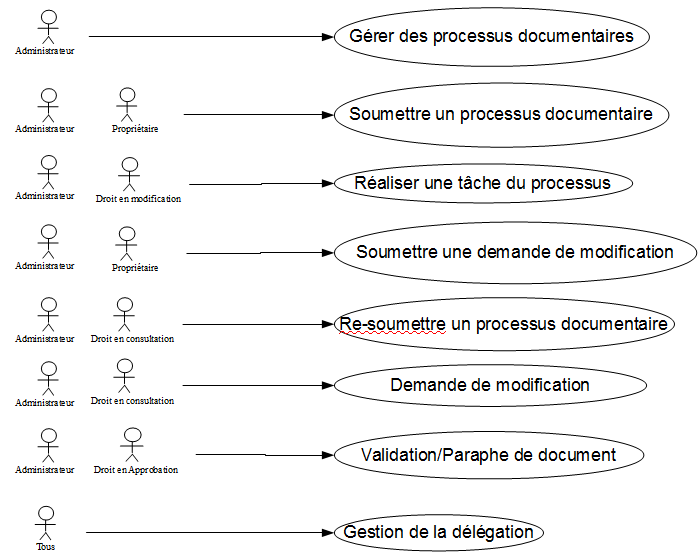 Gérer des processus documentaires
Administrateur
Soumettre un processus documentaire
Administrateur Propriétaire
Réaliser une tâche du processus
Administrateur Droit en modification
Soumettre une demande de modification
Administrateur Propriétaire
Re-soumettre un processus documentaire
Administrateur Droit en consultation
Demande de modification
Administrateur Droit en consultation
Validation/Paraphe de document
Administrateur Droit en Approbation
Gestion de la délégation
Tous